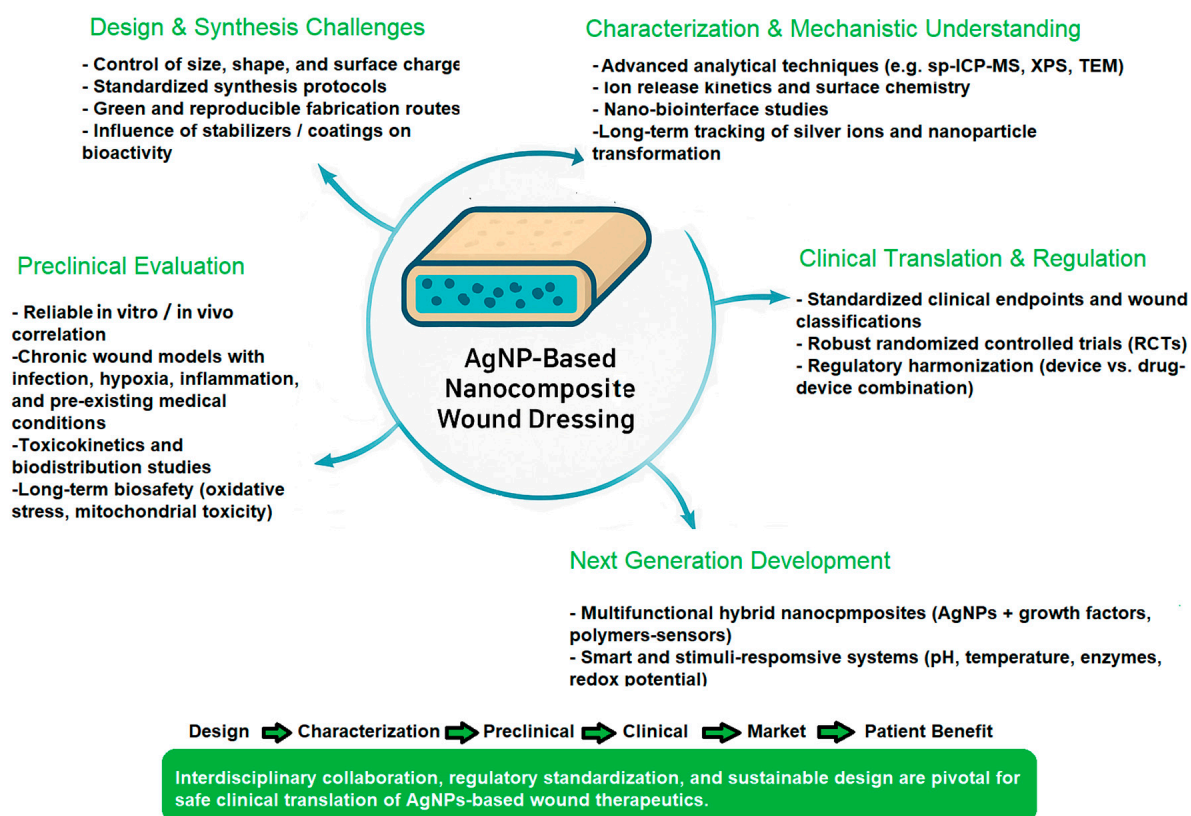 Design & Synthesis Challenges
- Control of size, shape, and surface charge
- Standardized synthesis protocols
- Green and reproducible fabrication routes
- Influence of stabilizers / coatings on
bioactivity
Characterization & Mechanistic Understanding
- Advanced analytical techniques (e.g. sp-ICP-MS, XPS, TEM)
- Ion release kinetics and surface chemistry
- Nano-biointerface studies
-Long-term tracking of silver ions and nanoparticle
transformation
Preclinical Evaluation
- Reliable in vitro / in vivo
correlation
-Chronic wound models with
infection, hypoxia, inflammation,
and pre-existing medical
conditions
-Toxicokinetics and
biodistribution studies
-Long-term biosafety (oxidative
stress, mitochondrial toxicity)
AgNP-Based
Nanocomposite
Wound Dressing
Clinical Translation & Regulation
- Standardized clinical endpoints and wound
classifications
- Robust randomized controlled trials (RCTs)
- Regulatory harmonization (device vs. drug-
device combination)
Next Generation Development
- Multifunctional hybrid nanocpmposites (AgNPs + growth factors,
polymers-sensors)
- Smart and stimuli-respomsive systems (pH, temperature, enzymes,
redox potential)
Design Characterization Preclinical Clinical Market Patient Benefit
Interdisciplinary collaboration, regulatory standardization, and sustainable design are pivotal for
safe clinical translation of AgNPs-based wound therapeutics.